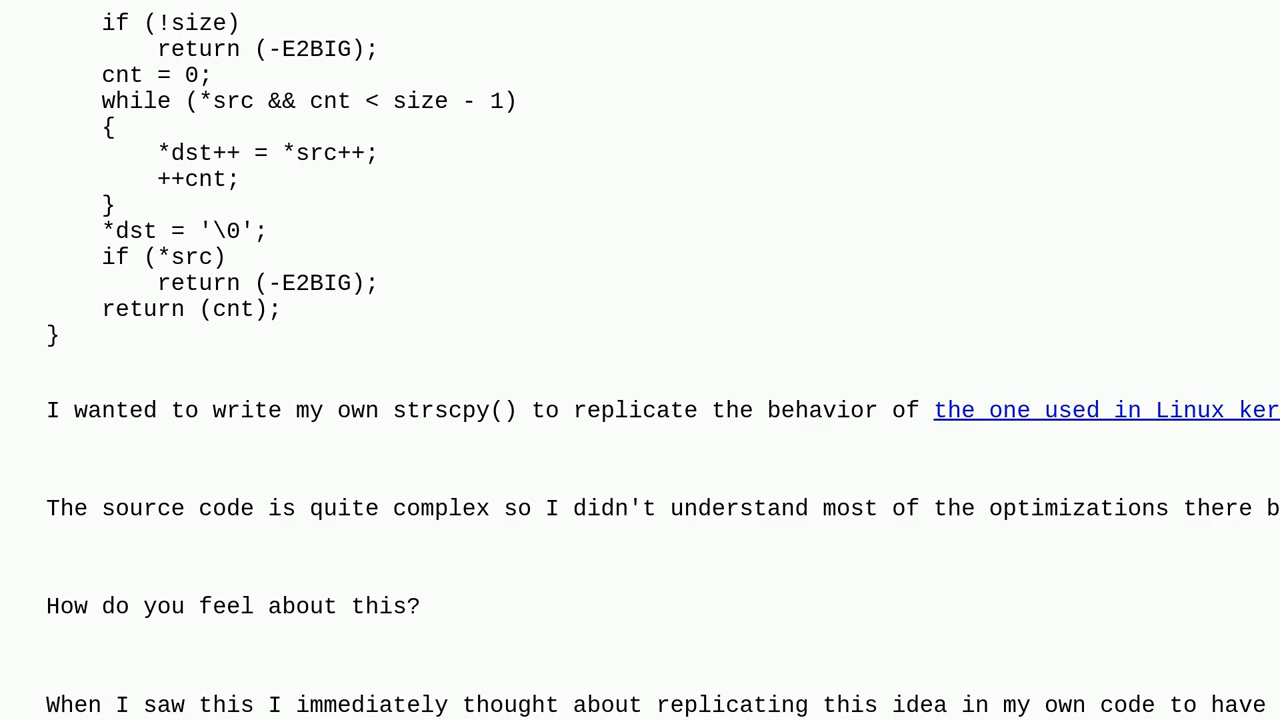 if (!size)
return (-E2BIG);
cnt = 0;
while (*src && cnt < size - 1)
{
*dst++ = *src++;
++cnt;
}
*dst = '\0';
if (*src)
return (-E2BIG);
return (cnt);
}
I wanted to write my own strscpy() to replicate the behavior of the one used in Linux ker
The source code is quite complex so I didn't understand most of the optimizations there b
How do you feel about this?
When I saw this I immediately thought about replicating this idea in my own code to have